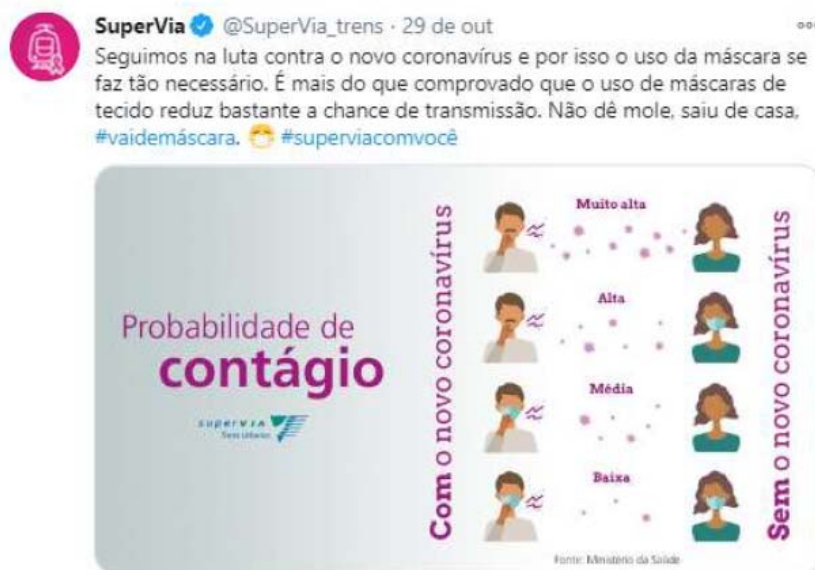 SuperVia @SuperVia_trens · 29 de out
Seguimos na luta contra o novo coronavírus e por isso o uso da máscara se
faz tão necessário. É mais do que comprovado que o uso de máscaras de
tecido reduz bastante a chance de transmissão. Não dê mole, saiu de casa,
#vaidemáscara. 😷 #superviacomvocê
Probabilidade de
contágio
supervia
Trens Urbanos
Com o novo coronavírus
Muito alta
Alta
Média
Baixa
Sem o novo coronavírus
Fonte: Ministério da Saúde